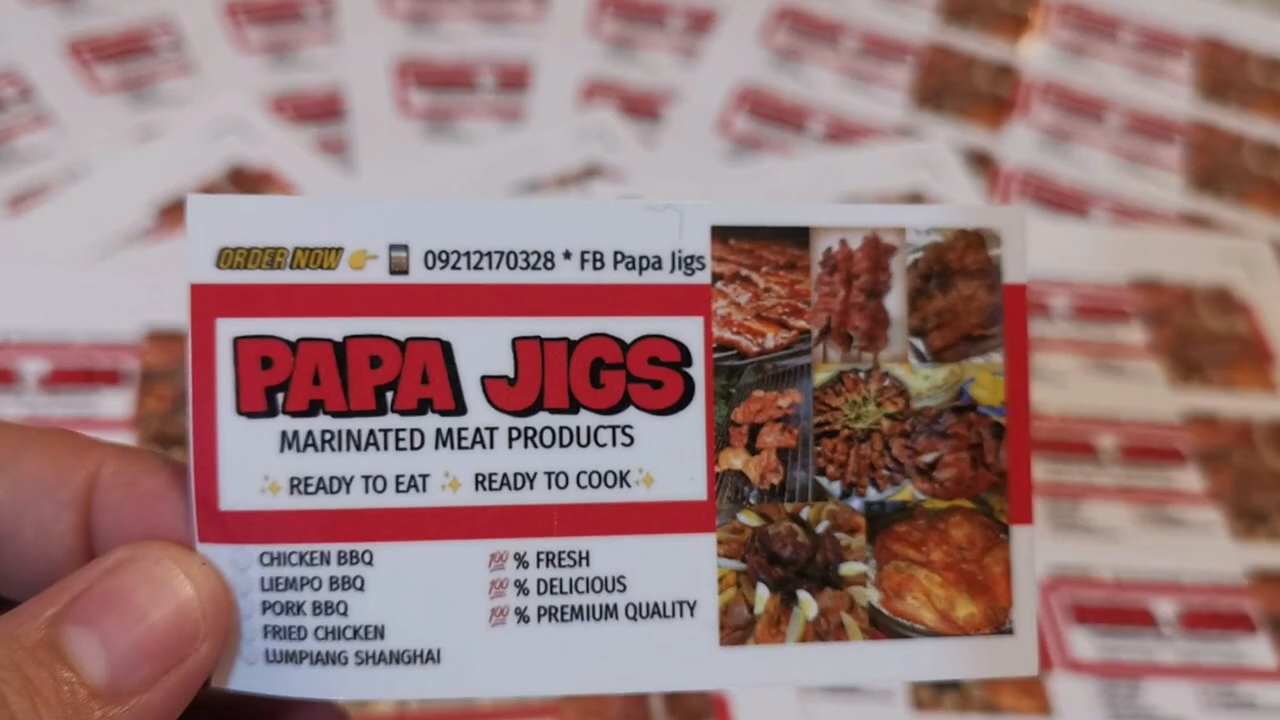 ORDER NOW 👉 📱 09212170328 * FB Papa Jigs
PAPA JIGS
MARINATED MEAT PRODUCTS
✨ READY TO EAT ✨ READY TO COOK ✨
CHICKEN BBQ
LIEMPO BBQ
PORK BBQ
FRIED CHICKEN
LUMPIANG SHANGHAI
💯 % FRESH
💯 % DELICIOUS
💯 % PREMIUM QUALITY